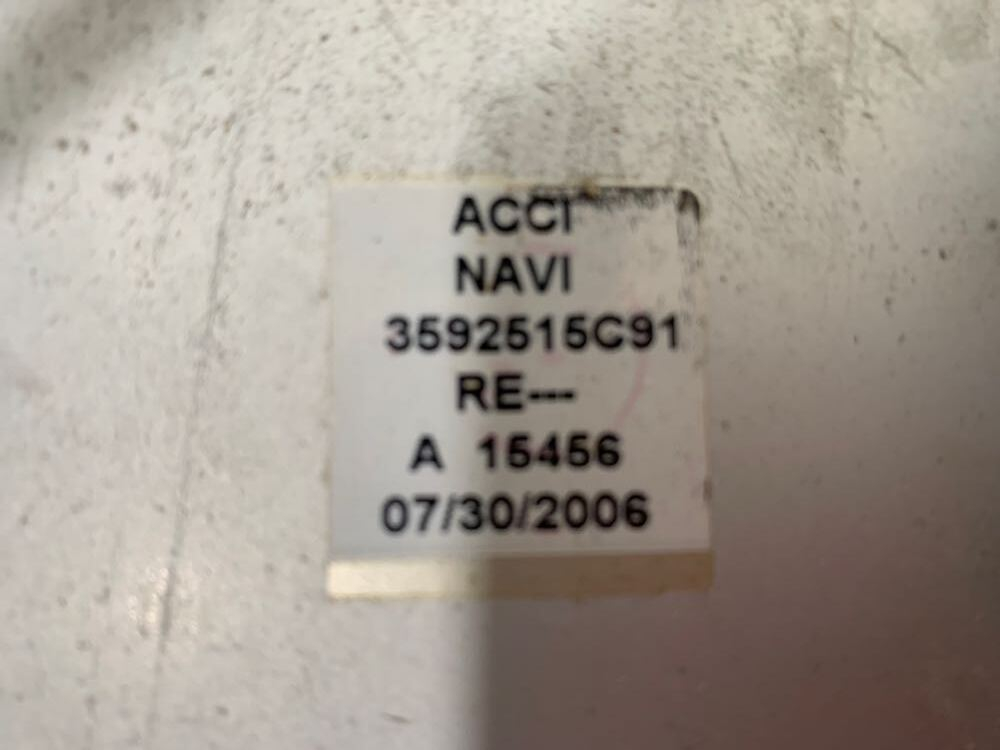 ACCI
NAVI
3592515C91
RE---
A 15456
07/30/2006